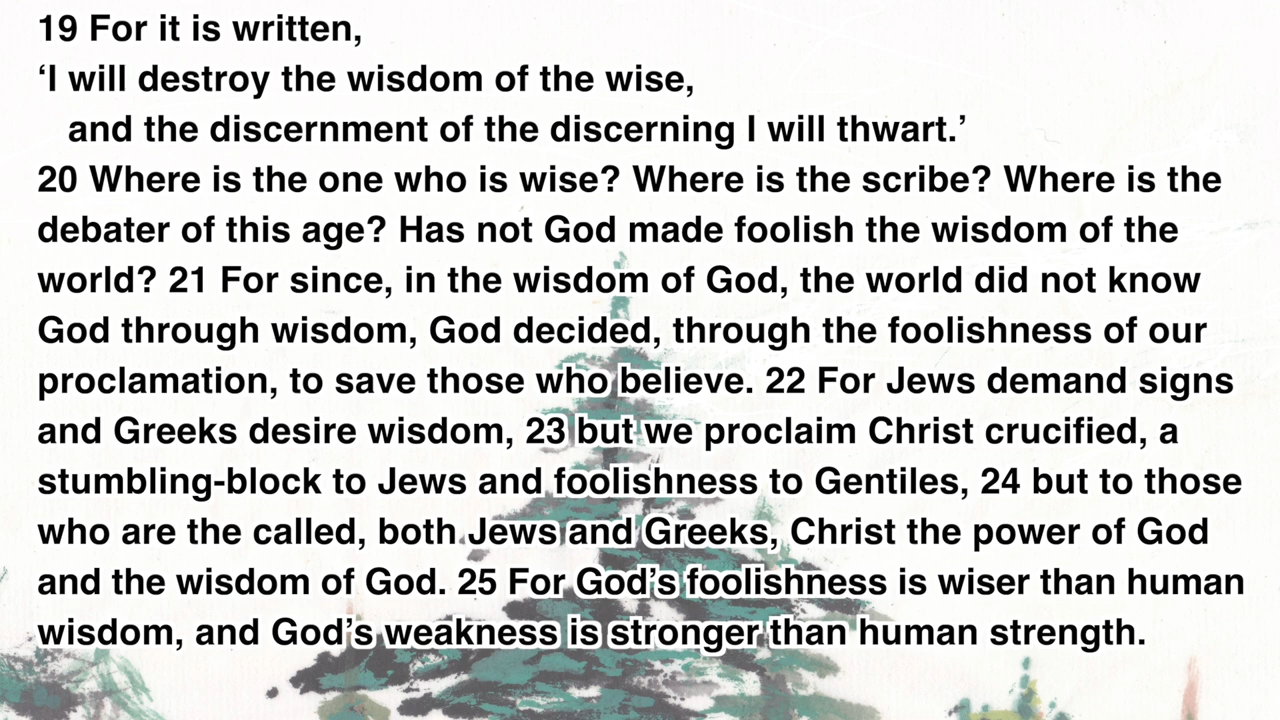 19 For it is written,
‘I will destroy the wisdom of the wise,
and the discernment of the discerning I will thwart.’
20 Where is the one who is wise? Where is the scribe? Where is the
debater of this age? Has not God made foolish the wisdom of the
world? 21 For since, in the wisdom of God, the world did not know
God through wisdom, God decided, through the foolishness of our
proclamation, to save those who believe. 22 For Jews demand signs
and Greeks desire wisdom, 23 but we proclaim Christ crucified, a
stumbling-block to Jews and foolishness to Gentiles, 24 but to those
who are the called, both Jews and Greeks, Christ the power of God
and the wisdom of God. 25 For God’s foolishness is wiser than human
wisdom, and God’s weakness is stronger than human strength.